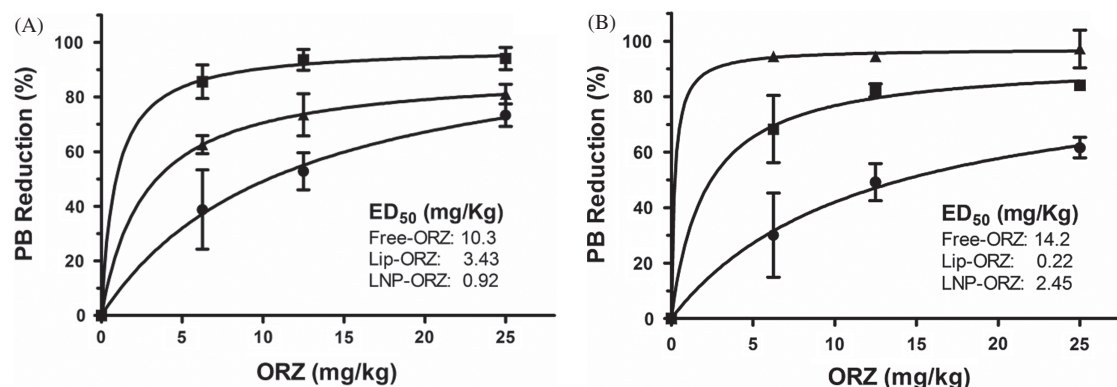 (A)
PB Reduction (%)
100
80
60
40
20
0
ED₅₀ (mg/Kg)
Free-ORZ: 10.3
Lip-ORZ: 3.43
LNP-ORZ: 0.92
0 5 10 15 20 25
ORZ (mg/kg)
(B)
PB Reduction (%)
100
80
60
40
20
0
ED₅₀ (mg/Kg)
Free-ORZ: 14.2
Lip-ORZ: 0.22
LNP-ORZ: 2.45
0 5 10 15 20 25
ORZ (mg/kg)